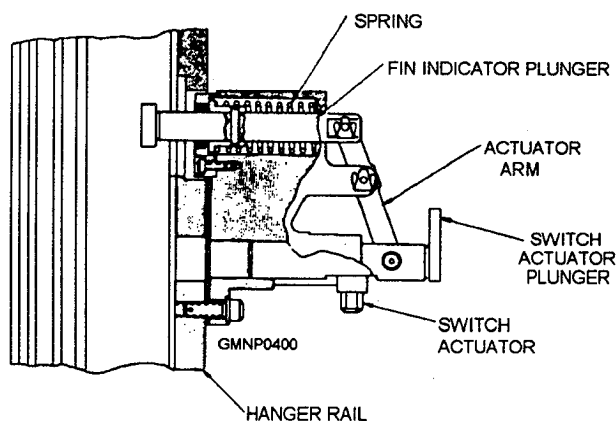 SPRING
FIN INDICATOR PLUNGER
ACTUATOR
ARM
SWITCH
ACTUATOR
PLUNGER
SWITCH
ACTUATOR
GMNP0400
HANGER RAIL